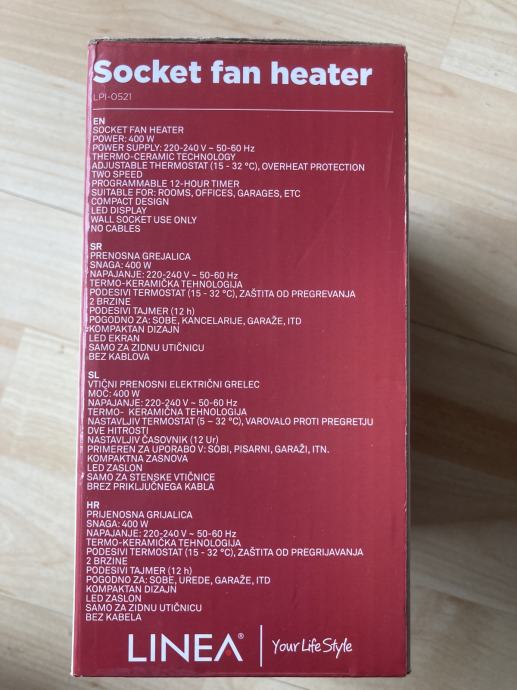 Socket fan heater
LPI-0521
EN
SOCKET FAN HEATER
POWER: 400 W
POWER SUPPLY: 220-240 V ~ 50-60 Hz
THERMO-CERAMIC TECHNOLOGY
ADJUSTABLE THERMOSTAT (15 - 32 °C), OVERHEAT PROTECTION
TWO SPEED
PROGRAMMABLE 12-HOUR TIMER
SUITABLE FOR: ROOMS, OFFICES, GARAGES, ETC
COMPACT DESIGN
LED DISPLAY
WALL SOCKET USE ONLY
NO CABLES
SR
PRENOSNA GREJALICA
SNAGA: 400 W
NAPAJANJE: 220-240 V ~ 50-60 Hz
TERMO-KERAMIČKA TEHNOLOGIJA
PODESIVI TERMOSTAT (15 - 32 °C), ZAŠTITA OD PREGREVANJA
2 BRZINE
PODESIVI TAJMER (12 h)
POGODNO ZA: SOBE, KANCELARIJE, GARAŽE, ITD
KOMPAKTAN DIZAJN
LED EKRAN
SAMO ZA ZIDNU UTIČNICU
BEZ KABLOVA
SL
VTIČNI PRENOSNI ELEKTRIČNI GRELEC
MOČ: 400 W
NAPAJANJE: 220-240 V ~ 50-60 Hz
TERMO- KERAMIČNA TEHNOLOGIJA
NASTAVLJIV TERMOSTAT (5 – 32 °C), VAROVALO PROTI PREGRETJU
DVE HITROSTI
NASTAVLJIV ČASOVNIK (12 Ur)
PRIMEREN ZA UPORABO V: SOBI, PISARNI, GARAŽI, ITN.
KOMPAKTNA ZASNOVA
LED ZASLON
SAMO ZA STENSKE VTIČNICE
BREZ PRIKLJUČNEGA KABLA
HR
PRIJENOSNA GRIJALICA
SNAGA: 400 W
NAPAJANJE: 220-240 V ~ 50-60 Hz
TERMO-KERAMIČKA TEHNOLOGIJA
PODESIVI TERMOSTAT (15 - 32 °C), ZAŠTITA OD PREGRIJAVANJA
2 BRZINE
PODESIVI TAJMER (12 h)
POGODNO ZA: SOBE, UREDE, GARAŽE, ITD
KOMPAKTAN DIZAJN
LED ZASLON
SAMO ZA ZIDNU UTIČNICU
BEZ KABELA
LINEA® | Your Life Style